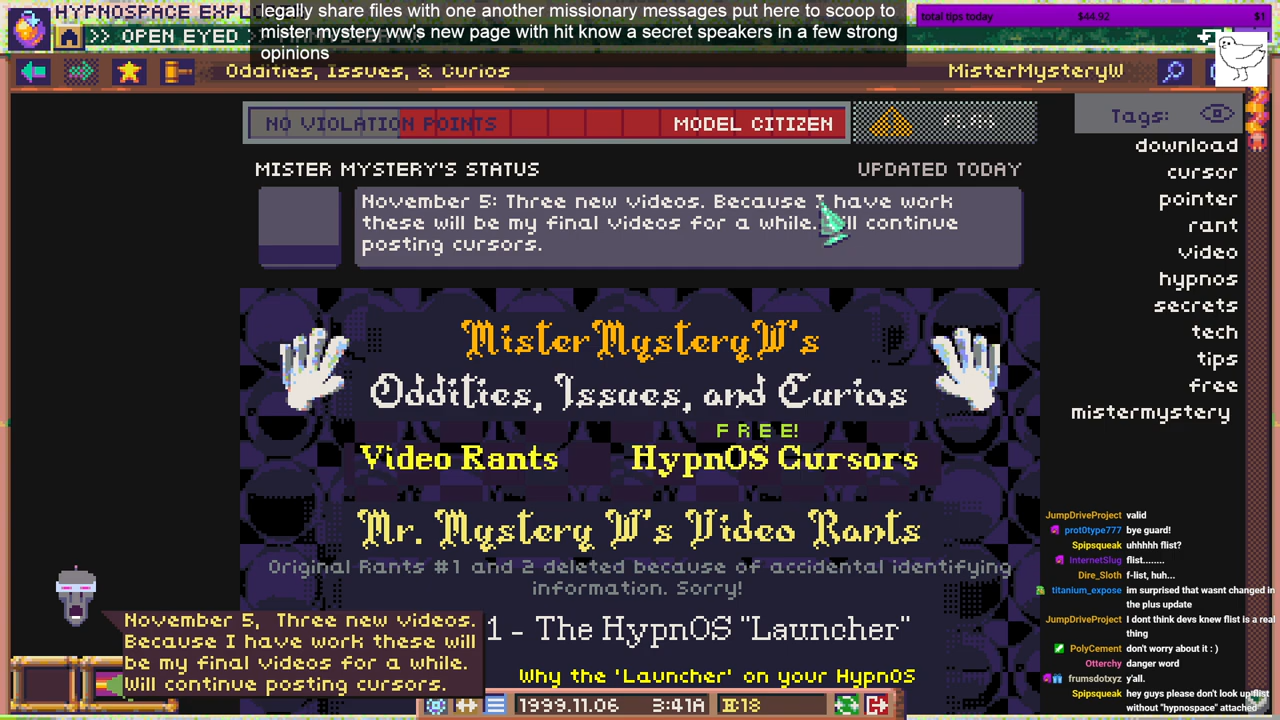 HYPNOSPACE EXPL
legally share files with one another missionary messages out here to scoop to
mister mystery ww's new page with hit know a secret speakers in a few strong
opinions
total tips today $44.92 $1
>> OPEN EYED
Oddities, Issues, & Curios
MisterMysteryW
NO VIOLATION POINTS
MODEL CITIZEN
Tags:
download
cursor
pointer
rant
video
hypnos
secrets
tech
tips
free
mistermystery
MISTER MYSTERY'S STATUS
UPDATED TODAY
November 5: Three new videos. Because I have work
these will be my final videos for a while. Will continue
posting cursors.
MisterMysteryW's
Oddities, Issues, and Curios
FREE!
Video Rants
HypnOS Cursors
Mr. Mystery W's Video Rants
Original Rants #1 and 2 deleted because of accidental identifying
information. Sorry!
1 - The HypnOS "Launcher"
Why the 'Launcher' on your HypnOS
November 5, Three new videos.
Because I have work these will
be my final videos for a while.
Will continue posting cursors.
JumpDriveProject valid
prot0type777 bye guard!
Spipsqueak uhhhhh flist?
InternetSlug flist........
Dire_Sloth f-list, huh...
titanium_expose im surprised that wasnt changed in
the plus update
JumpDriveProject I dont think devs knew flist is a real
thing
PolyCement don't worry about it : )
Otterchy danger word
frumsdotxyz y'all.
Spipsqueak hey guys please don't look up flist
without "hypnospace" attached
1999.11.06
3:41A
B:18